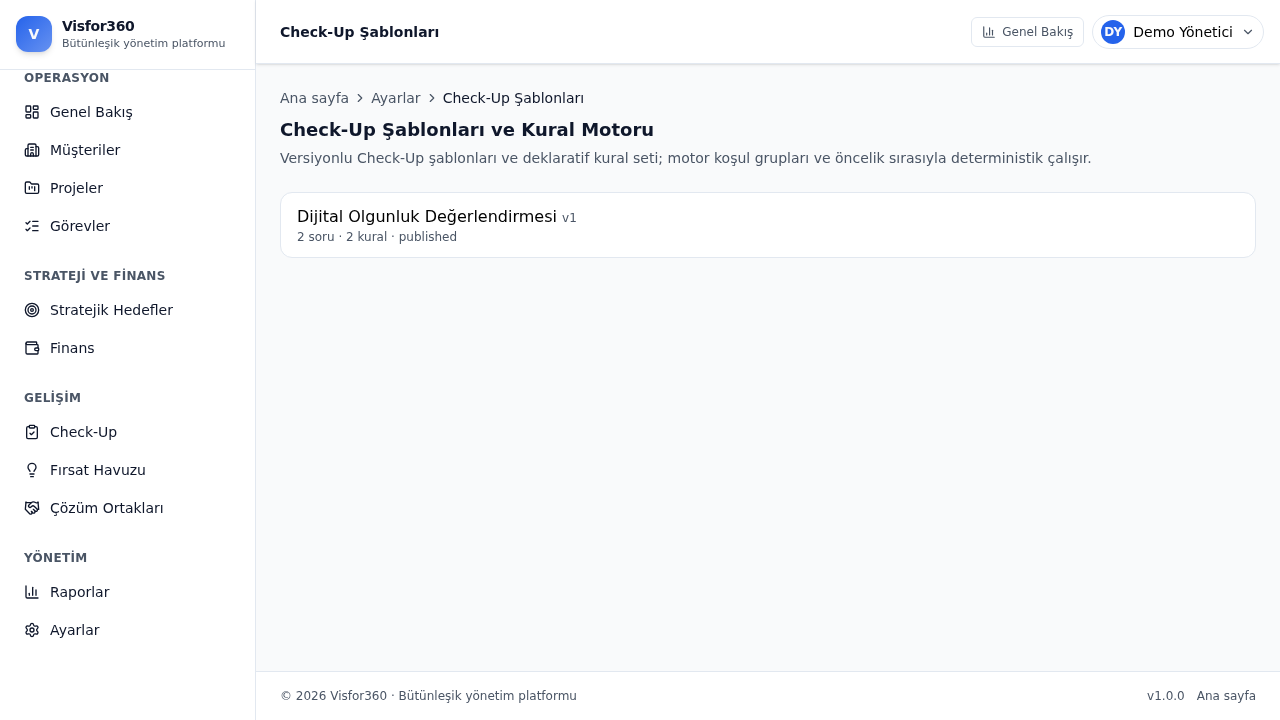 V
Visfor360
Bütünleşik yönetim platformu
OPERASYON
Genel Bakış
Müşteriler
Projeler
Görevler
STRATEJİ VE FİNANS
Stratejik Hedefler
Finans
GELİŞİM
Check-Up
Fırsat Havuzu
Çözüm Ortakları
YÖNETİM
Raporlar
Ayarlar
Check-Up Şablonları
Genel Bakış
DY Demo Yönetici
Ana sayfa > Ayarlar > Check-Up Şablonları
Check-Up Şablonları ve Kural Motoru
Versiyonlu Check-Up şablonları ve deklaratif kural seti; motor koşul grupları ve öncelik sırasıyla deterministik çalışır.
Dijital Olgunluk Değerlendirmesi v1
2 soru · 2 kural · published
© 2026 Visfor360 · Bütünleşik yönetim platformu
v1.0.0 Ana sayfa